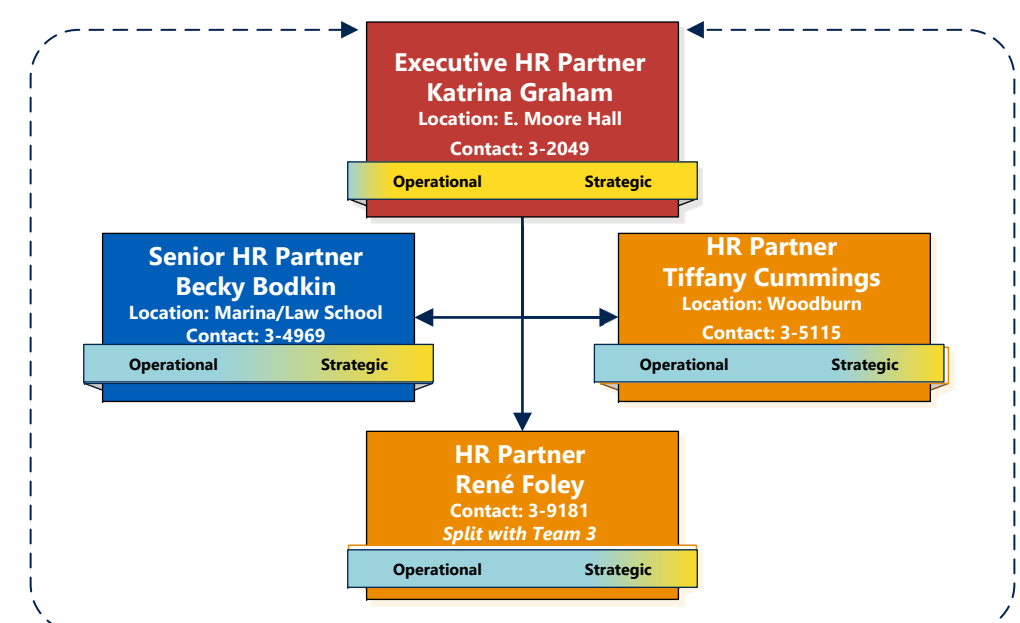 Executive HR Partner
Katrina Graham
Location: E. Moore Hall
Contact: 3-2049
Operational Strategic
Senior HR Partner
Becky Bodkin
Location: Marina/Law School
Contact: 3-4969
Operational Strategic
HR Partner
Tiffany Cummings
Location: Woodburn
Contact: 3-5115
Operational Strategic
HR Partner
René Foley
Contact: 3-9181
Split with Team 3
Operational Strategic